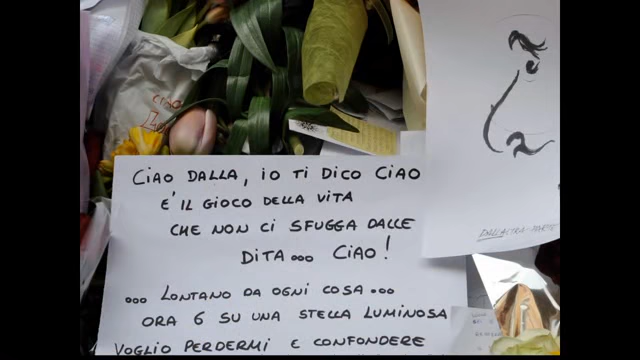 CIAO DALLA, IO TI DICO CIAO
E' IL GIOCO DELLA VITA
CHE NON CI SFUGGA DALLE
DITA... CIAO!
... LONTANO DA OGNI COSA...
ORA 6 SU UNA STELLA LUMINOSA
VOGLIO PERDERMI E CONFONDERE
CIAO